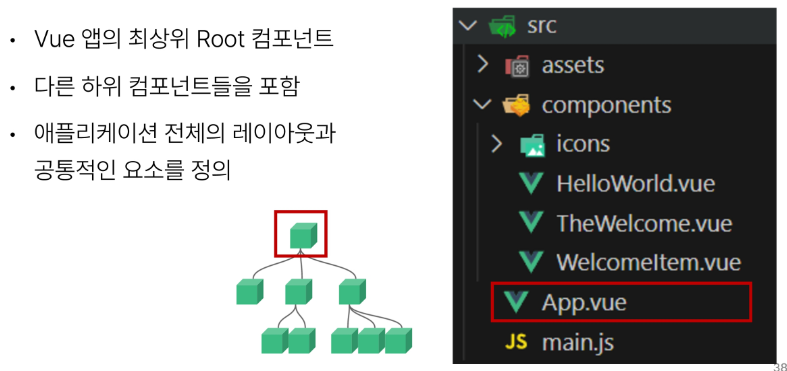 • Vue 앱의 최상위 Root 컴포넌트
• 다른 하위 컴포넌트들을 포함
• 애플리케이션 전체의 레이아웃과
공통적인 요소를 정의
src
assets
components
icons
HelloWorld.vue
TheWelcome.vue
WelcomeItem.vue
App.vue
JS main.js
38